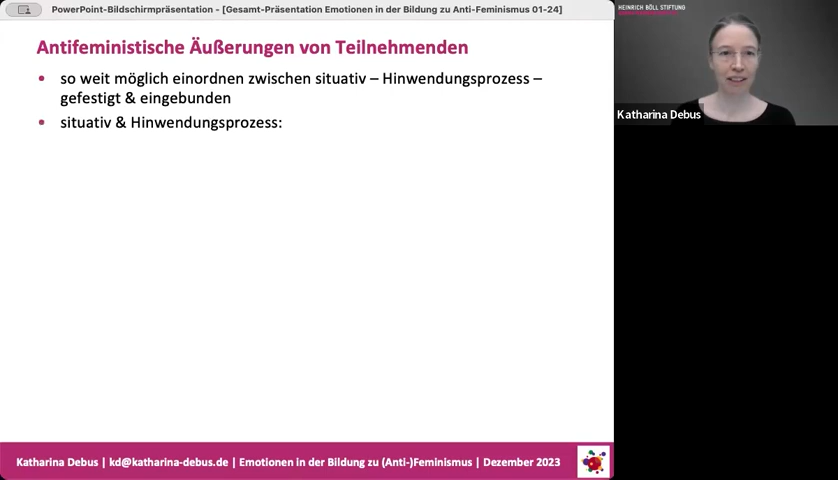 PowerPoint-Bildschirmpräsentation - [Gesamt-Präsentation Emotionen in der Bildung zu Anti-Feminismus 01-24]
HEINRICH BÖLL STIFTUNG
Antifeministische Äußerungen von Teilnehmenden
so weit möglich einordnen zwischen situativ – Hinwendungsprozess –
gefestigt & eingebunden
situativ & Hinwendungsprozess:
Katharina Debus
Katharina Debus | kd@katharina-debus.de | Emotionen in der Bildung zu (Anti-)Feminismus | Dezember 2023